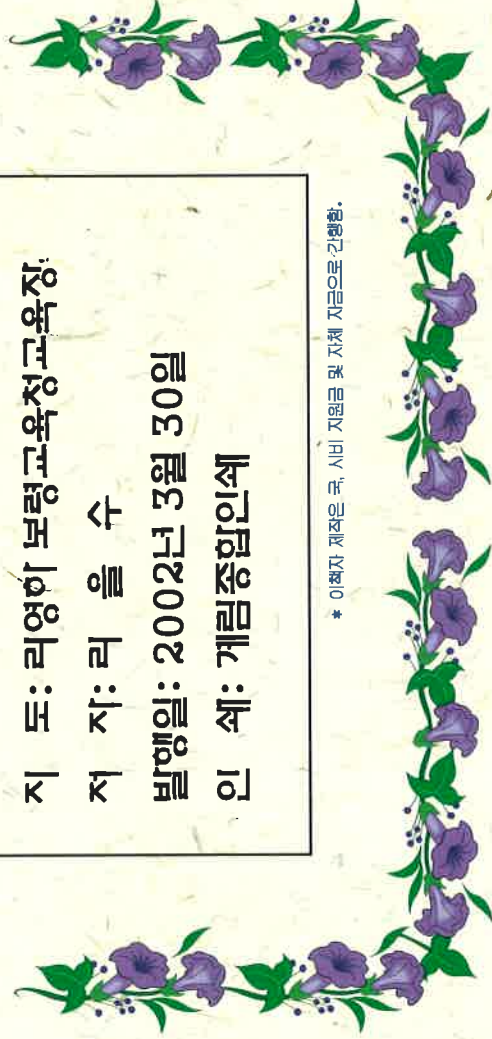 지 도: 리영하 보령교육청교육장
저 자: 리 을 수
발행일: 2002년 3월 30일
인 쇄: 계림종합인쇄
* 이책자 제작은 국, 시비 지원금 및 자체 자금으로 간행함.